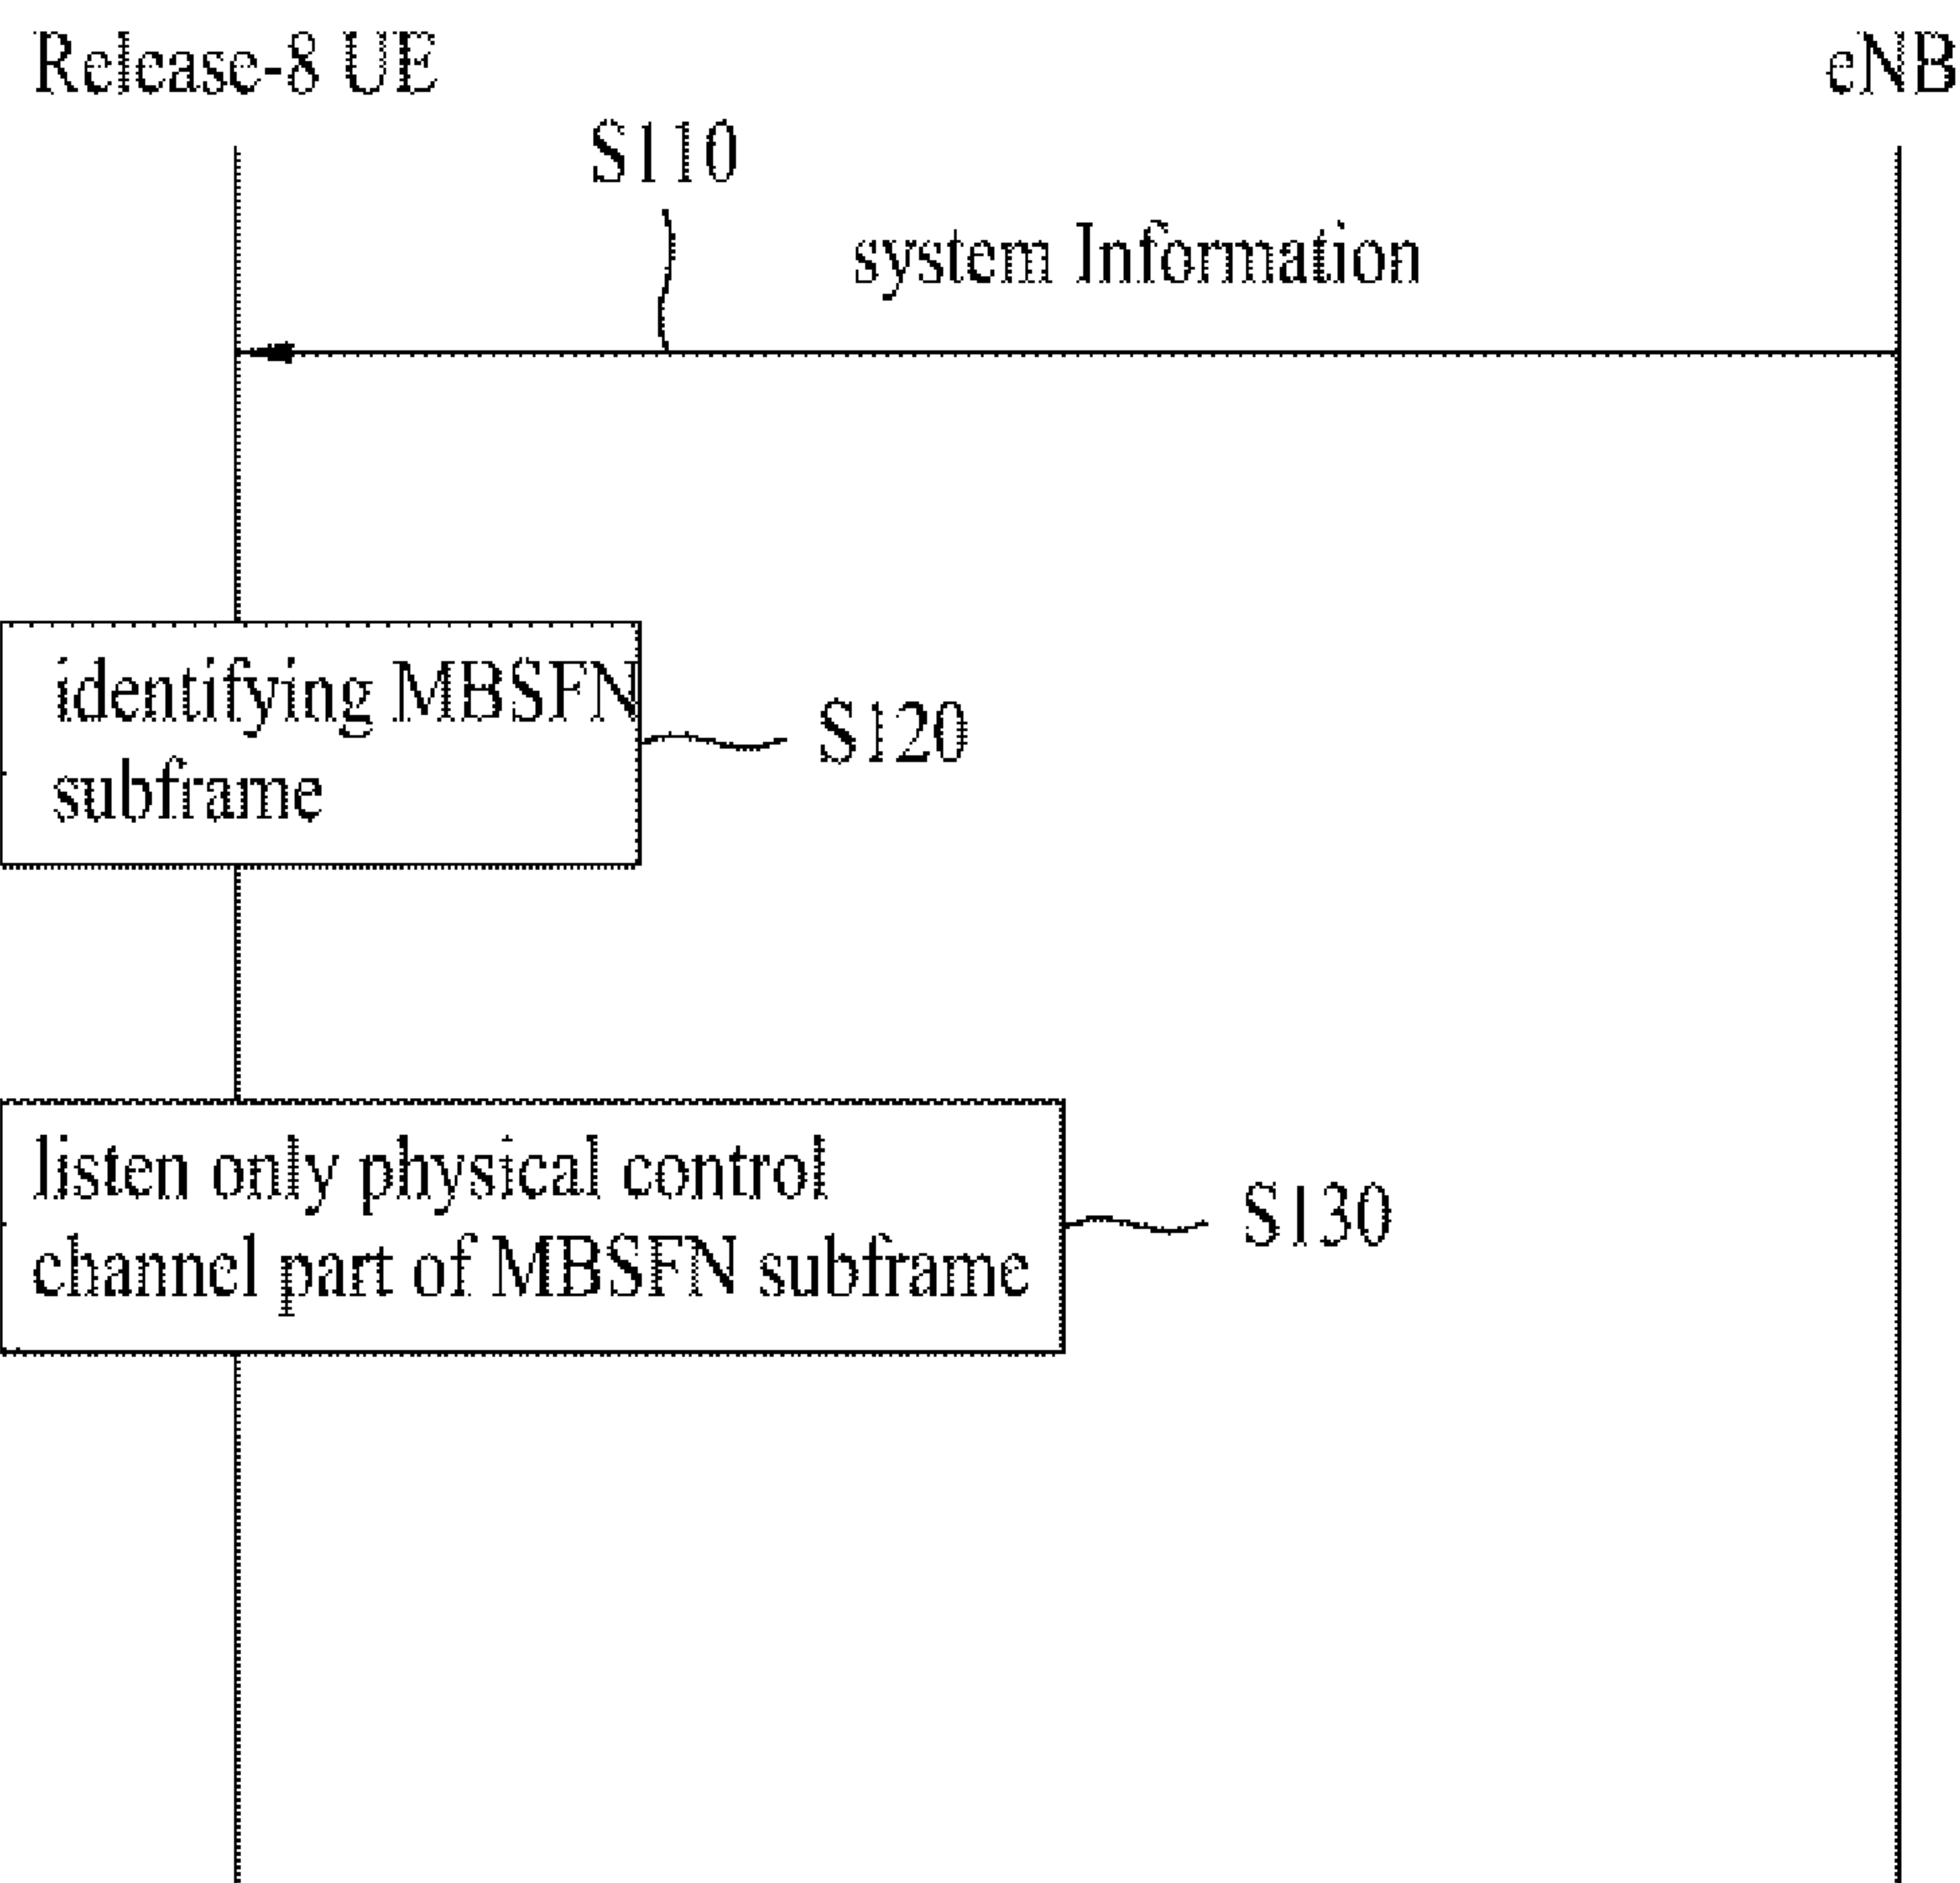 Release-8 UE
eNB
S110
system Information
identifying MBSFN
subframe
S120
listen only physical control
channel part of MBSFN subframe
S130